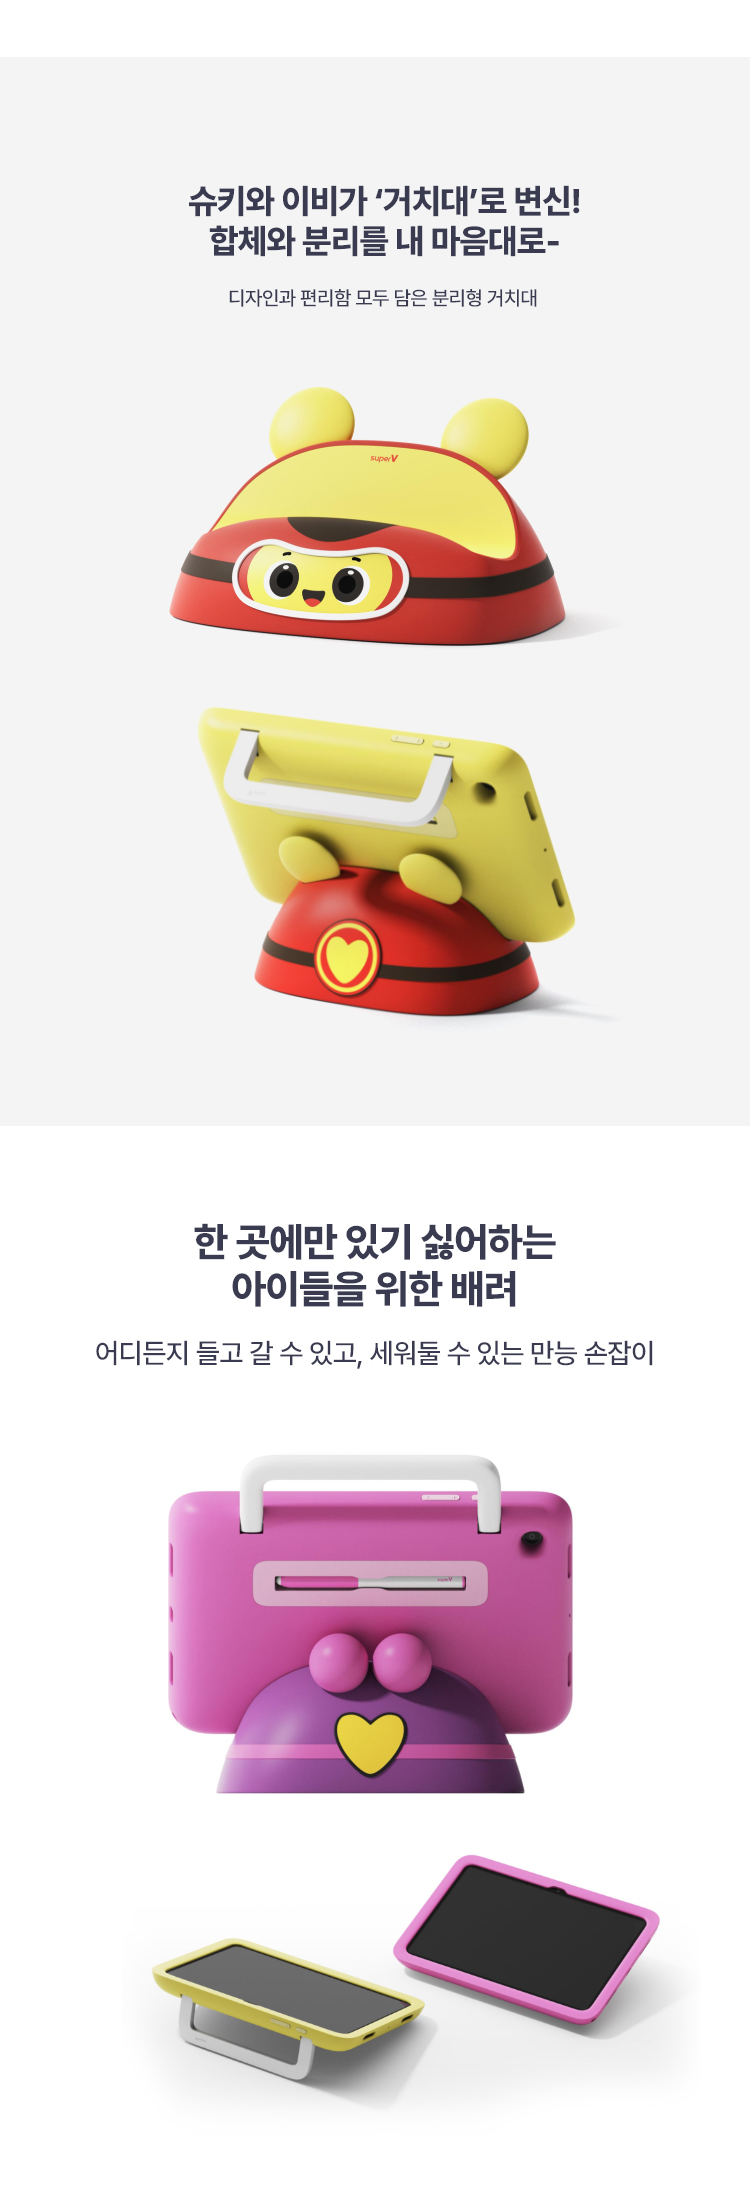 슈키와 이비가 ‘거치대’로 변신!
합체와 분리를 내 마음대로-
디자인과 편리함 모두 담은 분리형 거치대
superV
한 곳에만 있기 싫어하는
아이들을 위한 배려
어디든지 들고 갈 수 있고, 세워둘 수 있는 만능 손잡이
superV